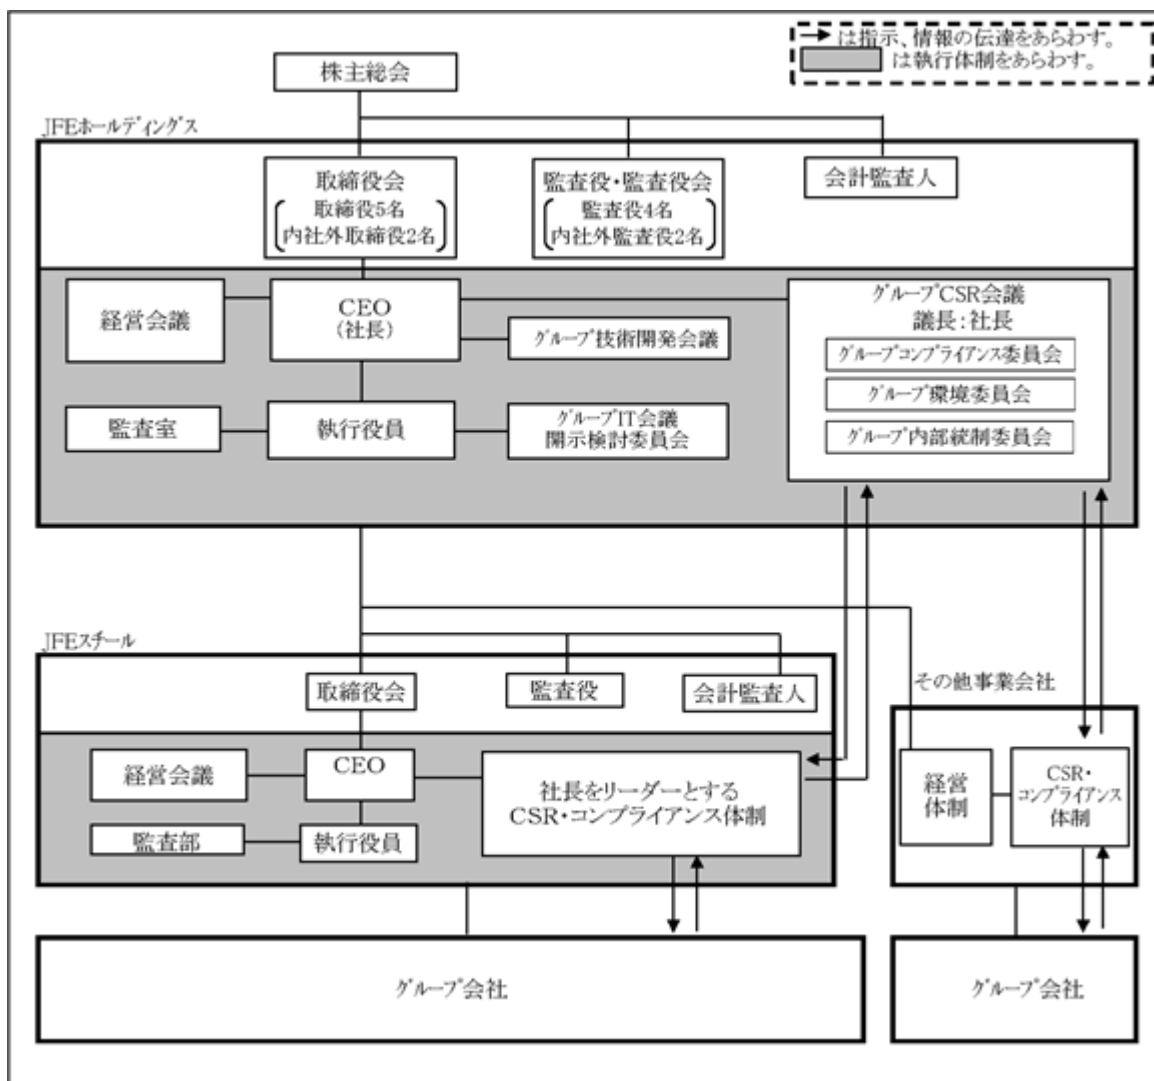 →は指示、情報の伝達をあらわす。
は執行体制をあらわす。
株主総会
JFEホールディングス
取締役会
取締役5名
内社外取締役2名
監査役・監査役会
監査役4名
内社外監査役2名
会計監査人
経営会議
CEO
(社長)
グループ技術開発会議
グループCSR会議
議長：社長
グループコンプライアンス委員会
グループ環境委員会
グループ内部統制委員会
監査室
執行役員
グループIT会議
開示検討委員会
JFEスチール
取締役会
監査役
会計監査人
経営会議
CEO
監査部
執行役員
社長をリーダーとする
CSR・コンプライアンス体制
その他事業会社
経営
体制
CSR・
コンプライアンス
体制
グループ会社
グループ会社